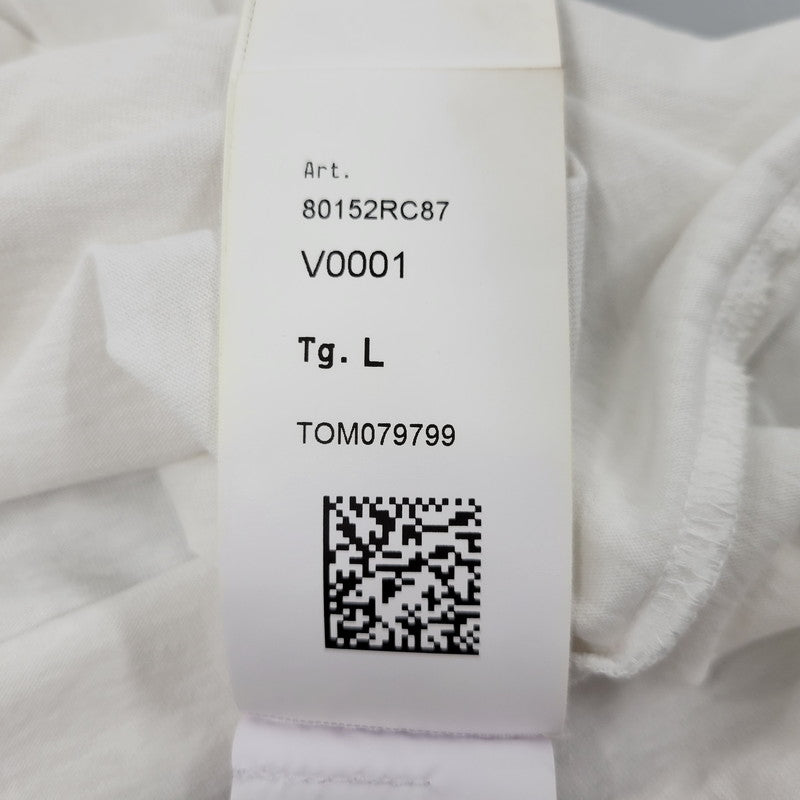 Art.
80152RC87
V0001
Tg. L
TOM079799